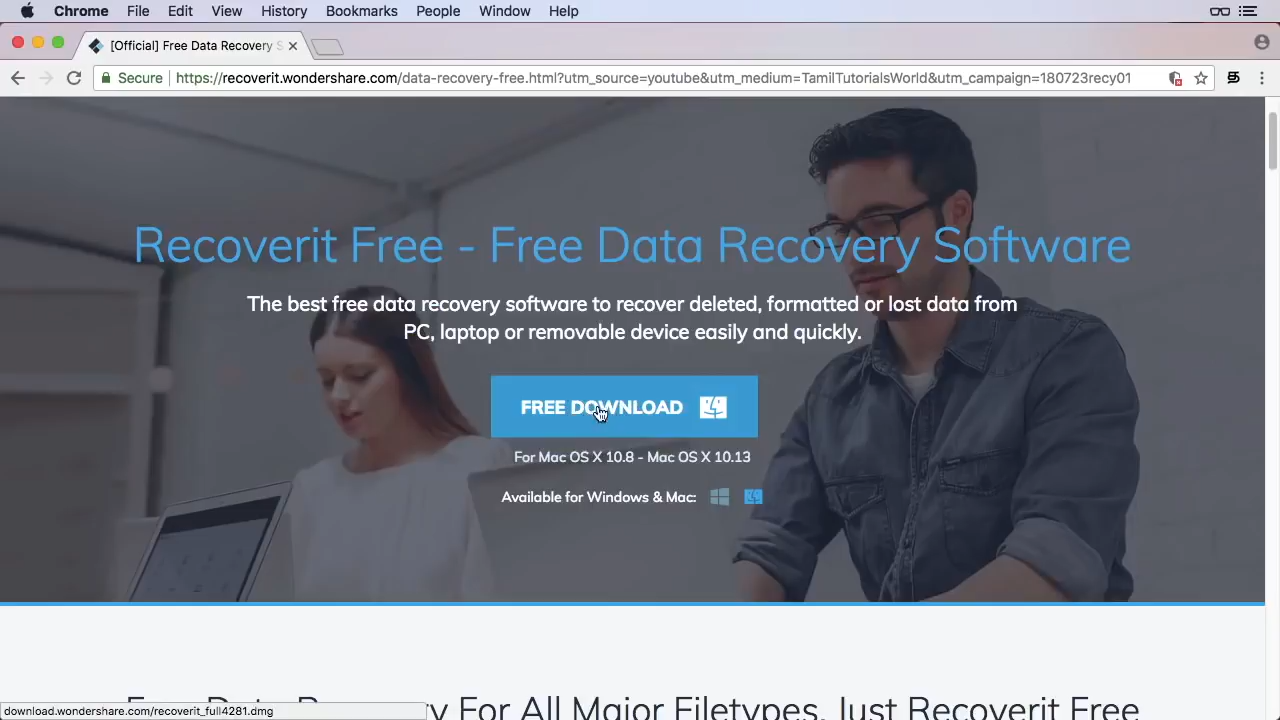 Chrome File Edit View History Bookmarks People Window Help
[Official] Free Data Recovery S
Secure https://recoverit.wondershare.com/data-recovery-free.html?utm_source=youtube&utm_medium=TamilTutorialsWorld&utm_campaign=180723recy01
Recoverit Free - Free Data Recovery Software
The best free data recovery software to recover deleted, formatted or lost data from
PC, laptop or removable device easily and quickly.
FREE DOWNLOAD
For Mac OS X 10.8 - Mac OS X 10.13
Available for Windows & Mac:
Free Data Recovery For All Major Filetypes, Just Recoverit Free
download.wondershare.com/recoverit_full4281.dmg